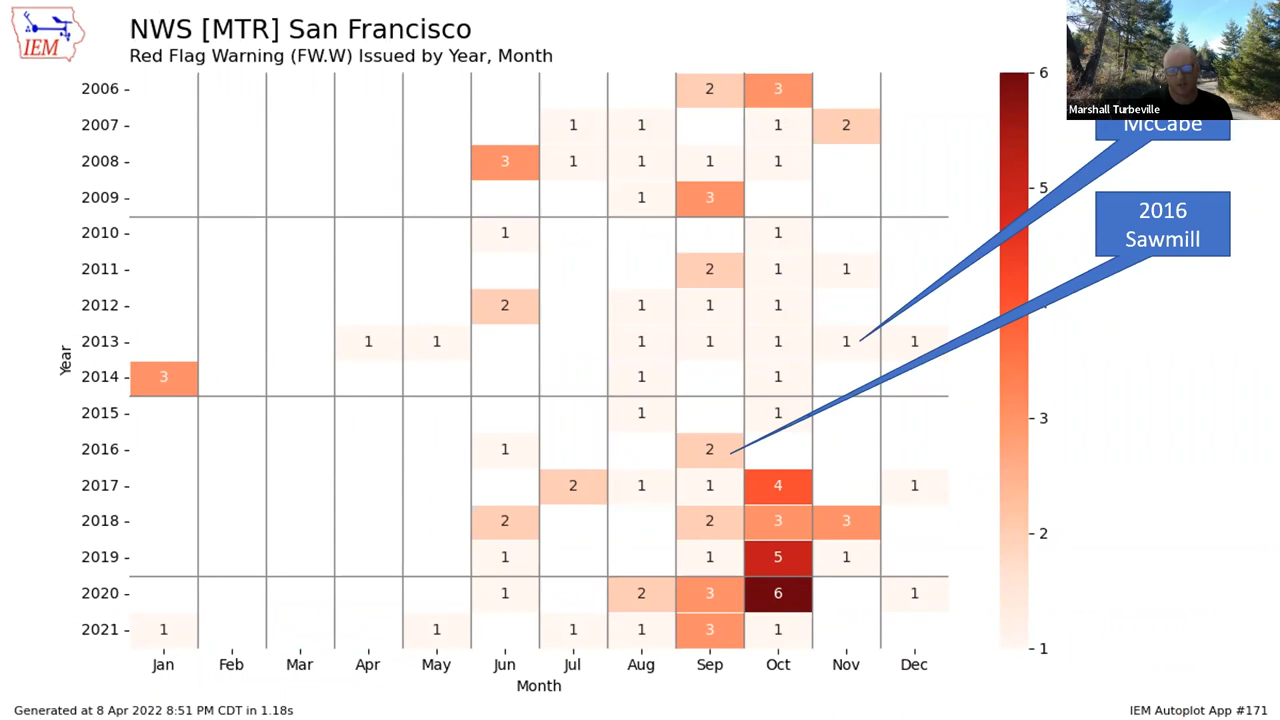 IEM
NWS [MTR] San Francisco
Red Flag Warning (FW.W) Issued by Year, Month
Marshall Turbeville
McCabe
2016
Sawmill
Year
2006 2 3
2007 1 1 1 2
2008 3 1 1 1 1
2009 1 3
2010 1 1
2011 2 1 1
2012 2 1 1 1
2013 1 1 1 1 1 1 1
2014 3 1 1
2015 1 1
2016 1 2
2017 2 1 1 4 1
2018 2 2 3 3
2019 1 1 5 1
2020 1 2 3 6 1
2021 1 1 1 1 3 1
Jan Feb Mar Apr May Jun Jul Aug Sep Oct Nov Dec
Month
6
5
3
2
1
Generated at 8 Apr 2022 8:51 PM CDT in 1.18s
IEM Autoplot App #171